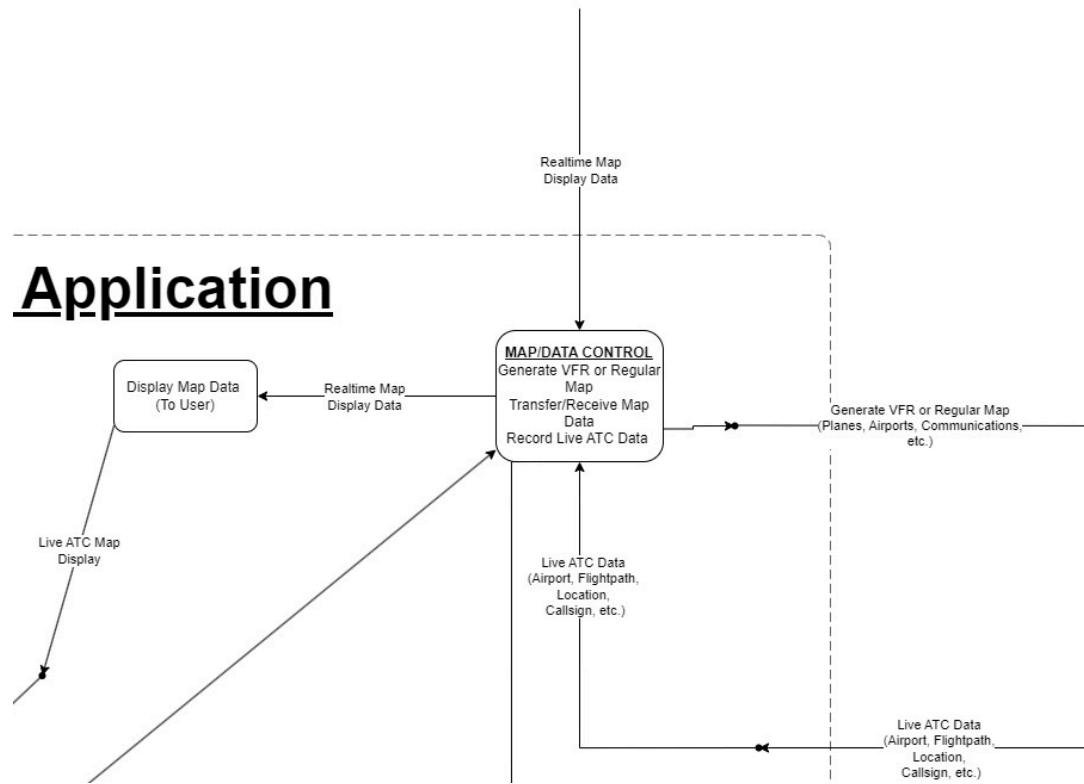 Realtime Map
Display Data
Application
MAP/DATA CONTROL
Generate VFR or Regular
Map
Transfer/Receive Map
Data
Record Live ATC Data
Display Map Data
(To User)
Realtime Map
Display Data
Generate VFR or Regular Map
(Planes, Airports, Communications,
etc.)
Live ATC Map
Display
Live ATC Data
(Airport, Flightpath,
Location,
Callsign, etc.)
Live ATC Data
(Airport, Flightpath,
Location,
Callsign, etc.)